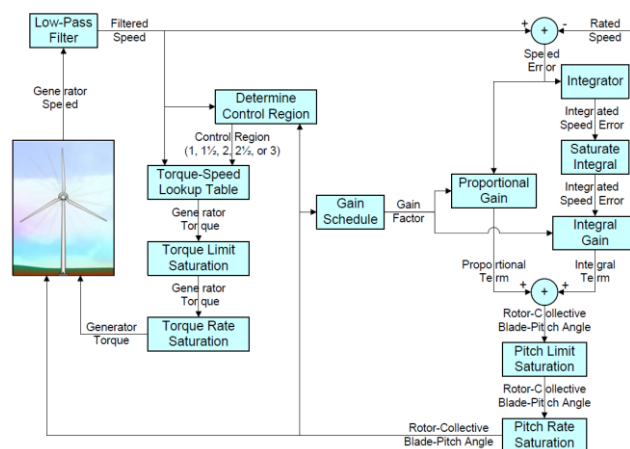 Low-Pass
Filter
Filtered
Speed
+
+
-
Rated
Speed
Speed
Error
Integrator
Generator
Speed
Determine
Control Region
Integrated
Speed Error
Control Region
(1, 1½, 2, 2½, or 3)
Saturate
Integral
Torque-Speed
Lookup Table
Proportional
Gain
Integrated
Speed Error
Gain
Schedule
Gain
Factor
Generator
Torque
Integral
Gain
Torque Limit
Saturation
Proportional
Term
Integral
Term
Generator
Torque
+
+
+
Rotor-Collective
Blade-Pitch Angle
Generator
Torque
Torque Rate
Saturation
Pitch Limit
Saturation
Rotor-Collective
Blade-Pitch Angle
Rotor-Collective
Blade-Pitch Angle
Pitch Rate
Saturation